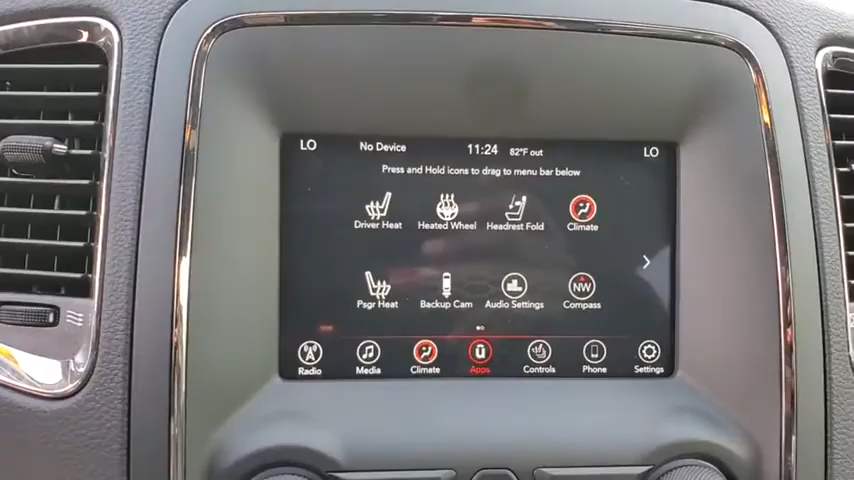 LO No Device 11:24 82°F out LO
Press and Hold icons to drag to menu bar below
Driver Heat Heated Wheel Headrest Fold Climate
NW
Psgr Heat Backup Cam Audio Settings Compass
Radio Media Climate Apps Controls Phone Settings